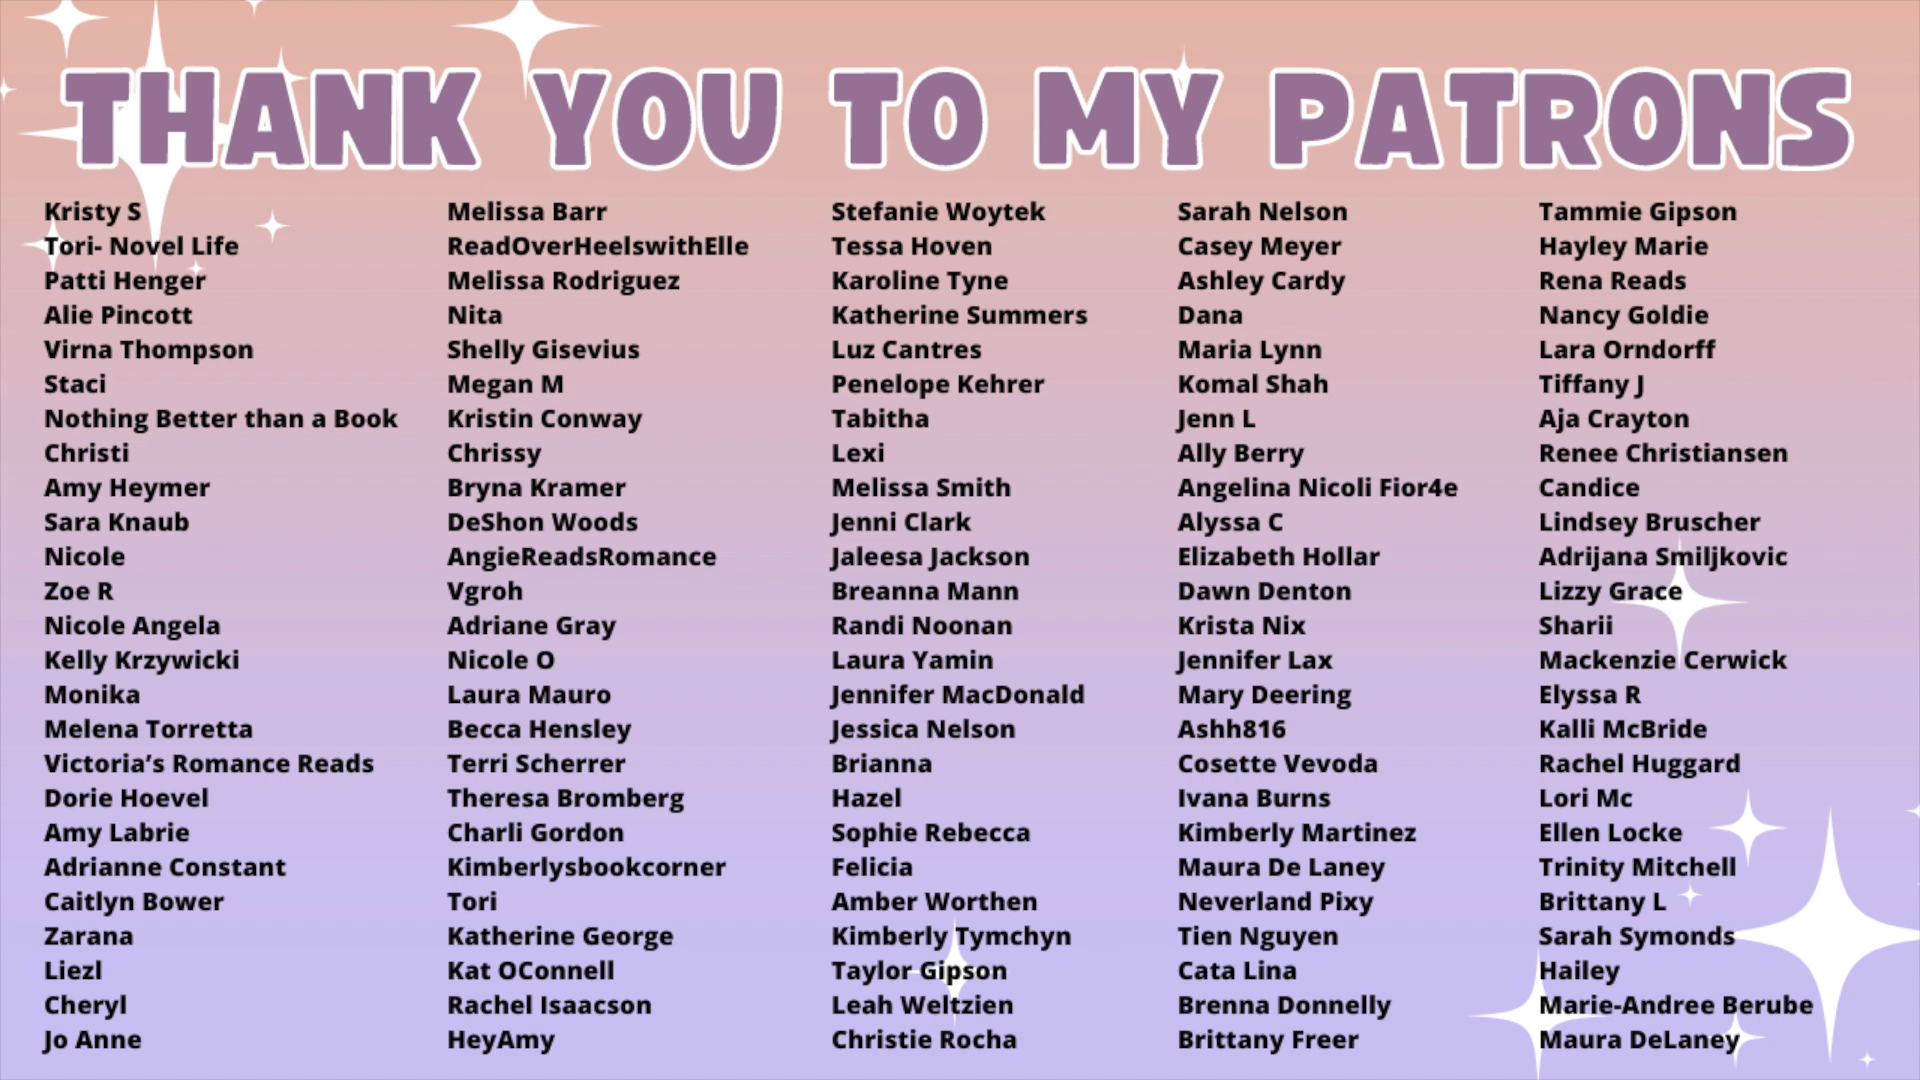 THANK YOU TO MY PATRONS
Kristy S
Tori- Novel Life
Patti Henger
Alie Pincott
Virna Thompson
Staci
Nothing Better than a Book
Christi
Amy Heymer
Sara Knaub
Nicole
Zoe R
Nicole Angela
Kelly Krzywicki
Monika
Melena Torretta
Victoria’s Romance Reads
Dorie Hoevel
Amy Labrie
Adrianne Constant
Caitlyn Bower
Zarana
Liezl
Cheryl
Jo Anne
Melissa Barr
ReadOverHeelswithElle
Melissa Rodriguez
Nita
Shelly Gisevius
Megan M
Kristin Conway
Chrissy
Bryna Kramer
DeShon Woods
AngieReadsRomance
Vgroh
Adriane Gray
Nicole O
Laura Mauro
Becca Hensley
Terri Scherrer
Theresa Bromberg
Charli Gordon
Kimberlysbookcorner
Tori
Katherine George
Kat OConnell
Rachel Isaacson
HeyAmy
Stefanie Woytek
Tessa Hoven
Karoline Tyne
Katherine Summers
Luz Cantres
Penelope Kehrer
Tabitha
Lexi
Melissa Smith
Jenni Clark
Jaleesa Jackson
Breanna Mann
Randi Noonan
Laura Yamin
Jennifer MacDonald
Jessica Nelson
Brianna
Hazel
Sophie Rebecca
Felicia
Amber Worthen
Kimberly Tymchyn
Taylor Gipson
Leah Weltzien
Christie Rocha
Sarah Nelson
Casey Meyer
Ashley Cardy
Dana
Maria Lynn
Komal Shah
Jenn L
Ally Berry
Angelina Nicoli Fior4e
Alyssa C
Elizabeth Hollar
Dawn Denton
Krista Nix
Jennifer Lax
Mary Deering
Ashh816
Cosette Vevoda
Ivana Burns
Kimberly Martinez
Maura De Laney
Neverland Pixy
Tien Nguyen
Cata Lina
Brenna Donnelly
Brittany Freer
Tammie Gipson
Hayley Marie
Rena Reads
Nancy Goldie
Lara Orndorff
Tiffany J
Aja Crayton
Renee Christiansen
Candice
Lindsey Bruscher
Adrijana Smiljkovic
Lizzy Grace
Sharii
Mackenzie Cerwick
Elyssa R
Kalli McBride
Rachel Huggard
Lori Mc
Ellen Locke
Trinity Mitchell
Brittany L
Sarah Symonds
Hailey
Marie-Andree Berube
Maura DeLaney